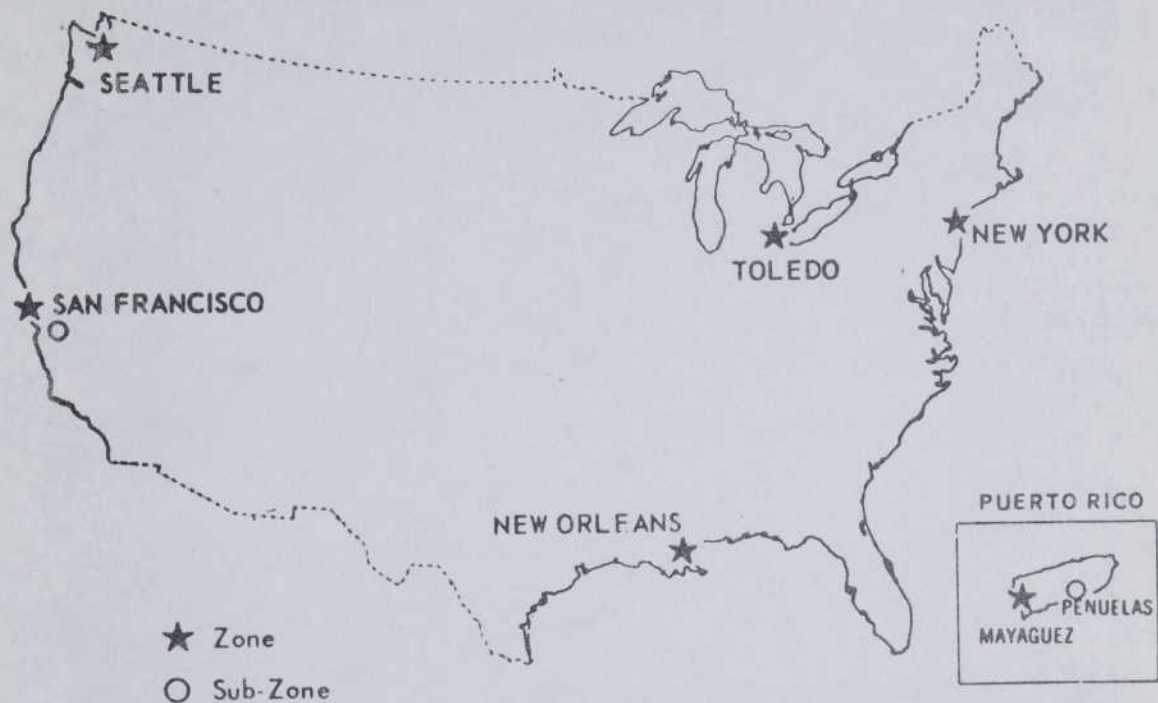 SEATTLE
NEW YORK
TOLEDO
SAN FRANCISCO
NEW ORLEANS
PUERTO RICO
PENUELAS
MAYAGUEZ
Zone
Sub-Zone